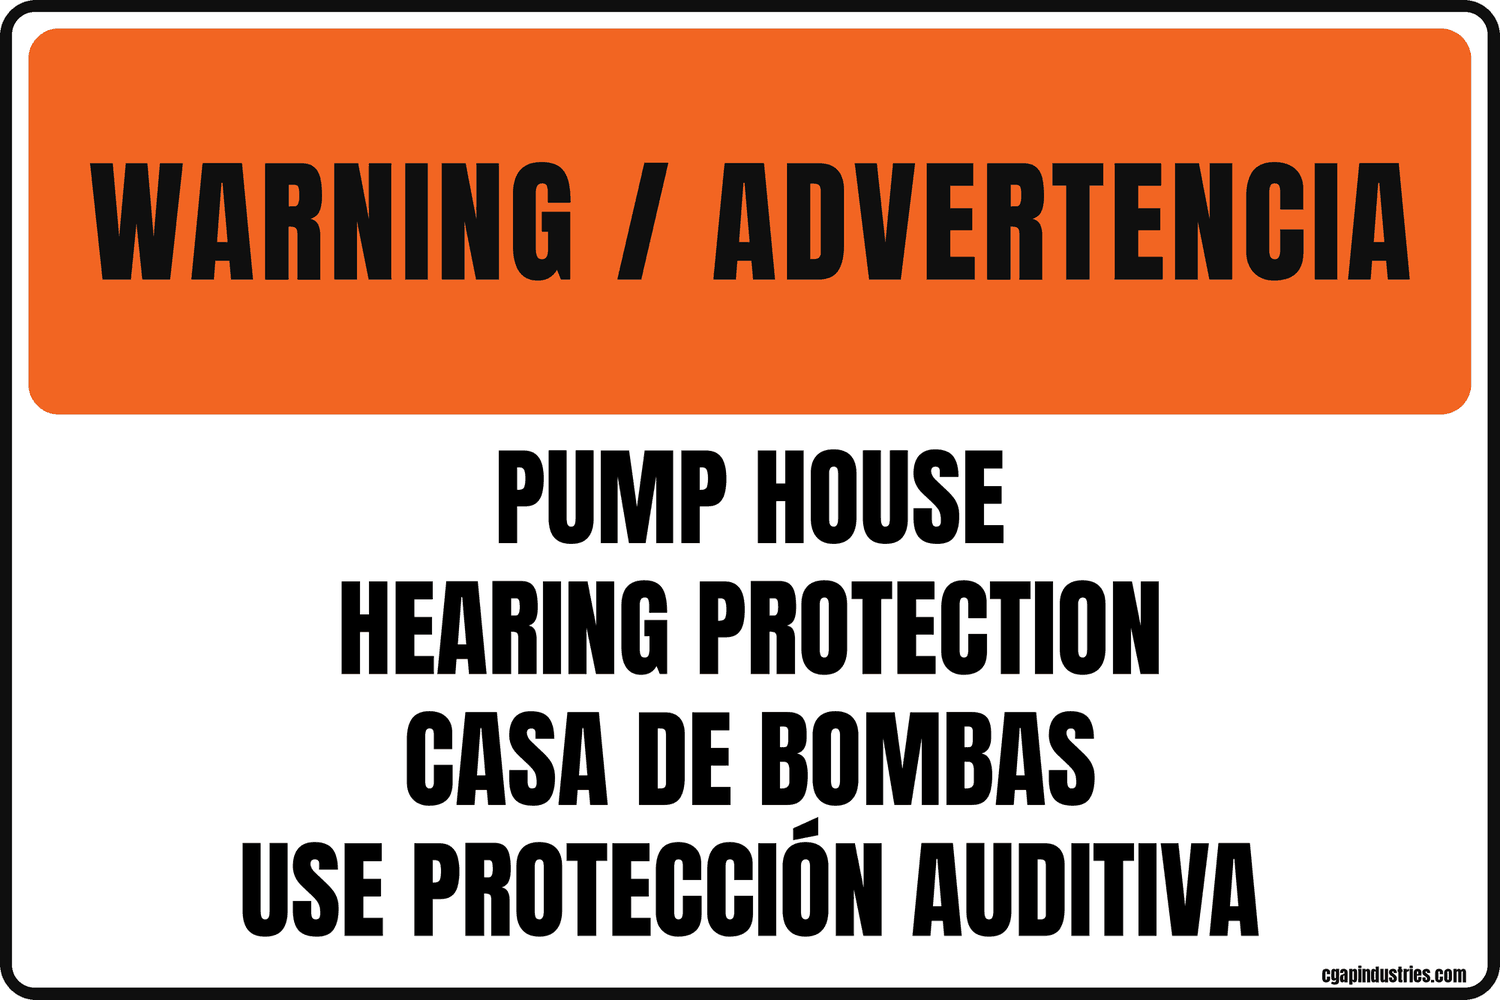 WARNING / ADVERTENCIA
PUMP HOUSE
HEARING PROTECTION
CASA DE BOMBAS
USE PROTECCIÓN AUDITIVA
cgapindustries.com